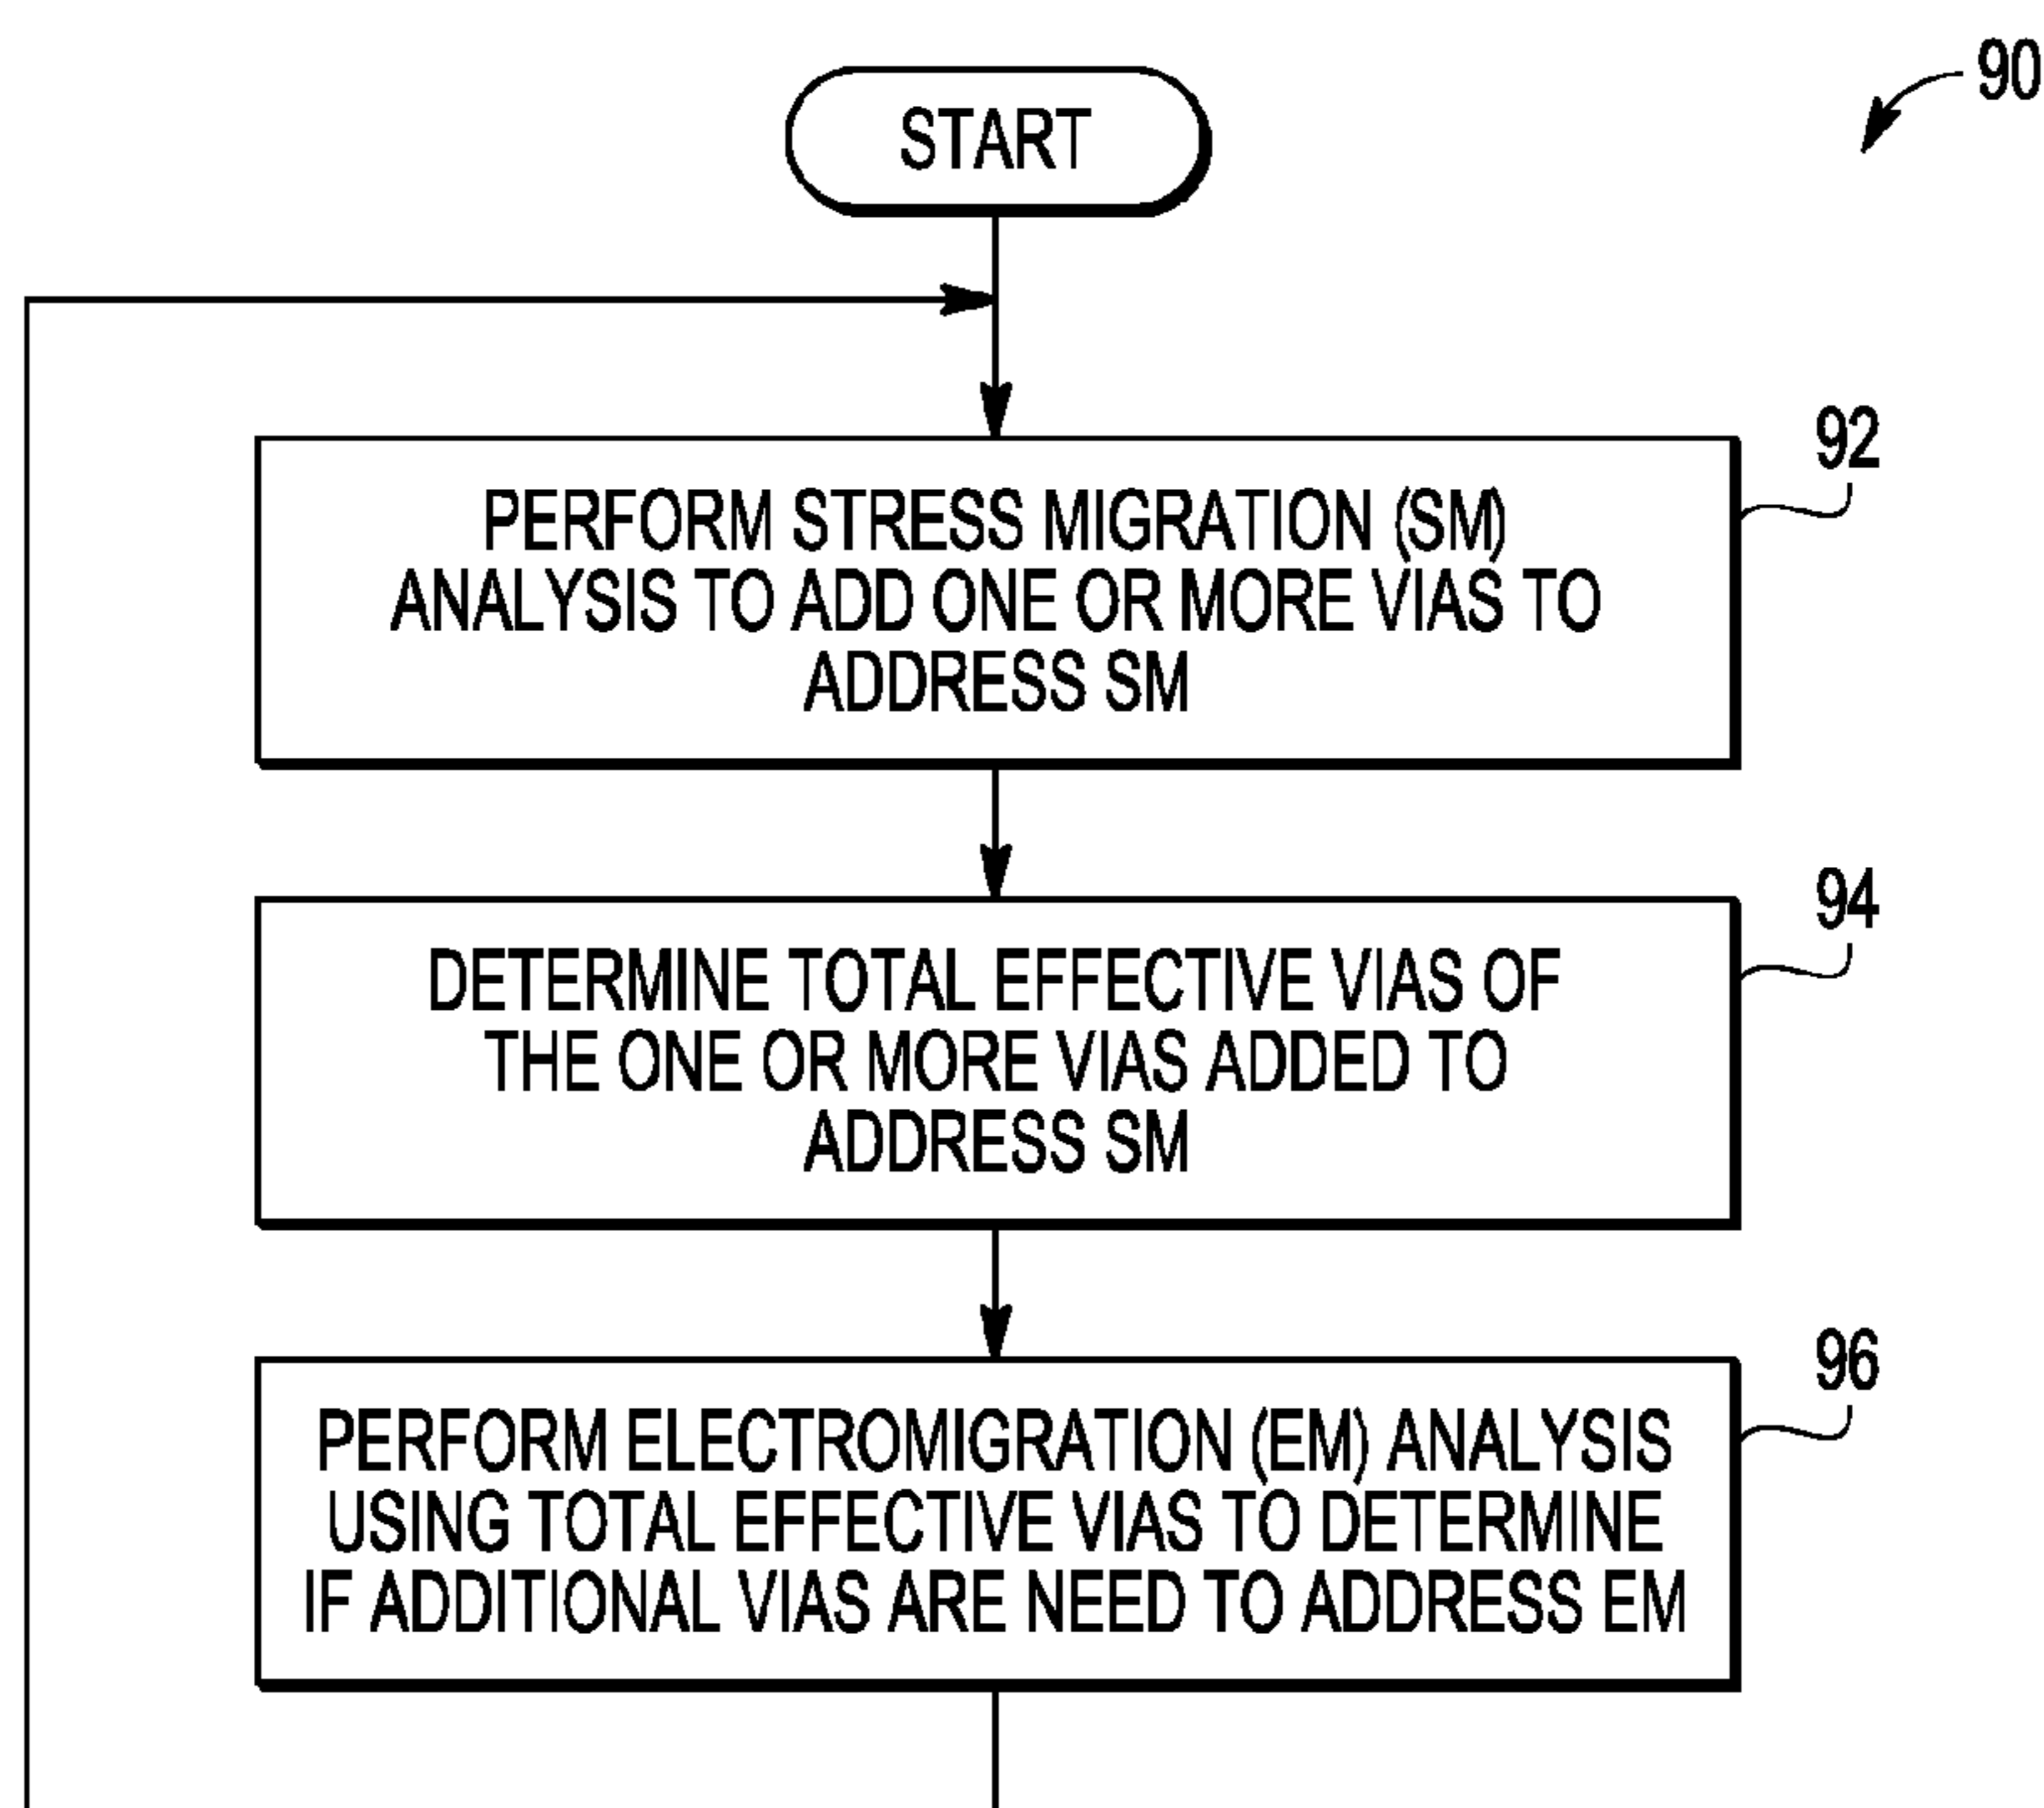 90
START
92
PERFORM STRESS MIGRATION (SM)
ANALYSIS TO ADD ONE OR MORE VIAS TO
ADDRESS SM
94
DETERMINE TOTAL EFFECTIVE VIAS OF
THE ONE OR MORE VIAS ADDED TO
ADDRESS SM
96
PERFORM ELECTROMIGRATION (EM) ANALYSIS
USING TOTAL EFFECTIVE VIAS TO DETERMINE
IF ADDITIONAL VIAS ARE NEED TO ADDRESS EM